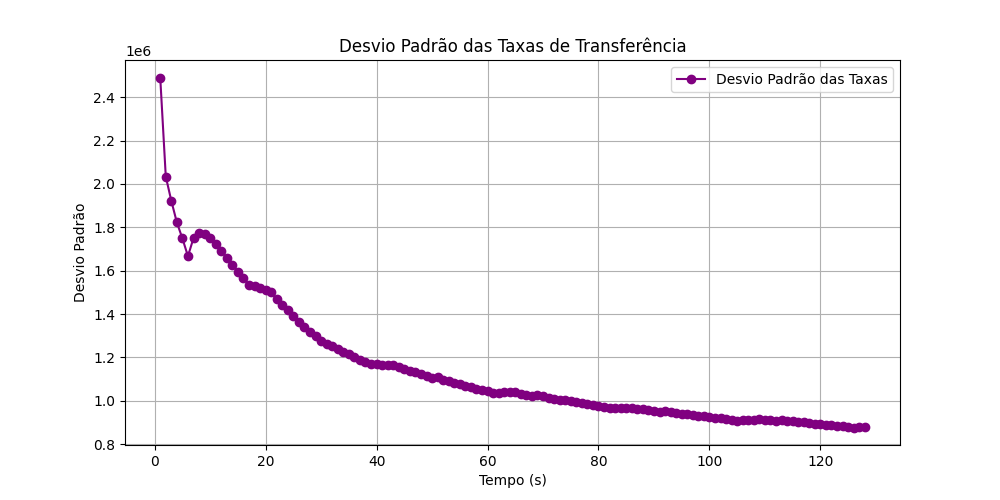 Desvio Padrão das Taxas de Transferência
1e6
Desvio Padrão das Taxas
2.4
2.2
2.0
1.8
1.6
1.4
1.2
1.0
0.8
Desvio Padrão
0 20 40 60 80 100 120
Tempo (s)